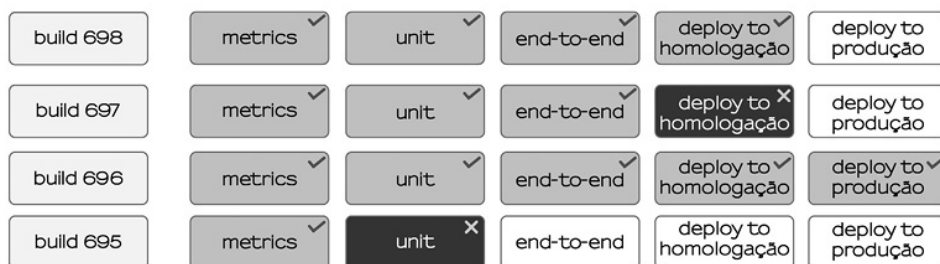 build 698 metrics unit end-to-end deploy to homologação deploy to produção
build 697 metrics unit end-to-end deploy to homologação deploy to produção
build 696 metrics unit end-to-end deploy to homologação deploy to produção
build 695 metrics unit end-to-end deploy to homologação deploy to produção